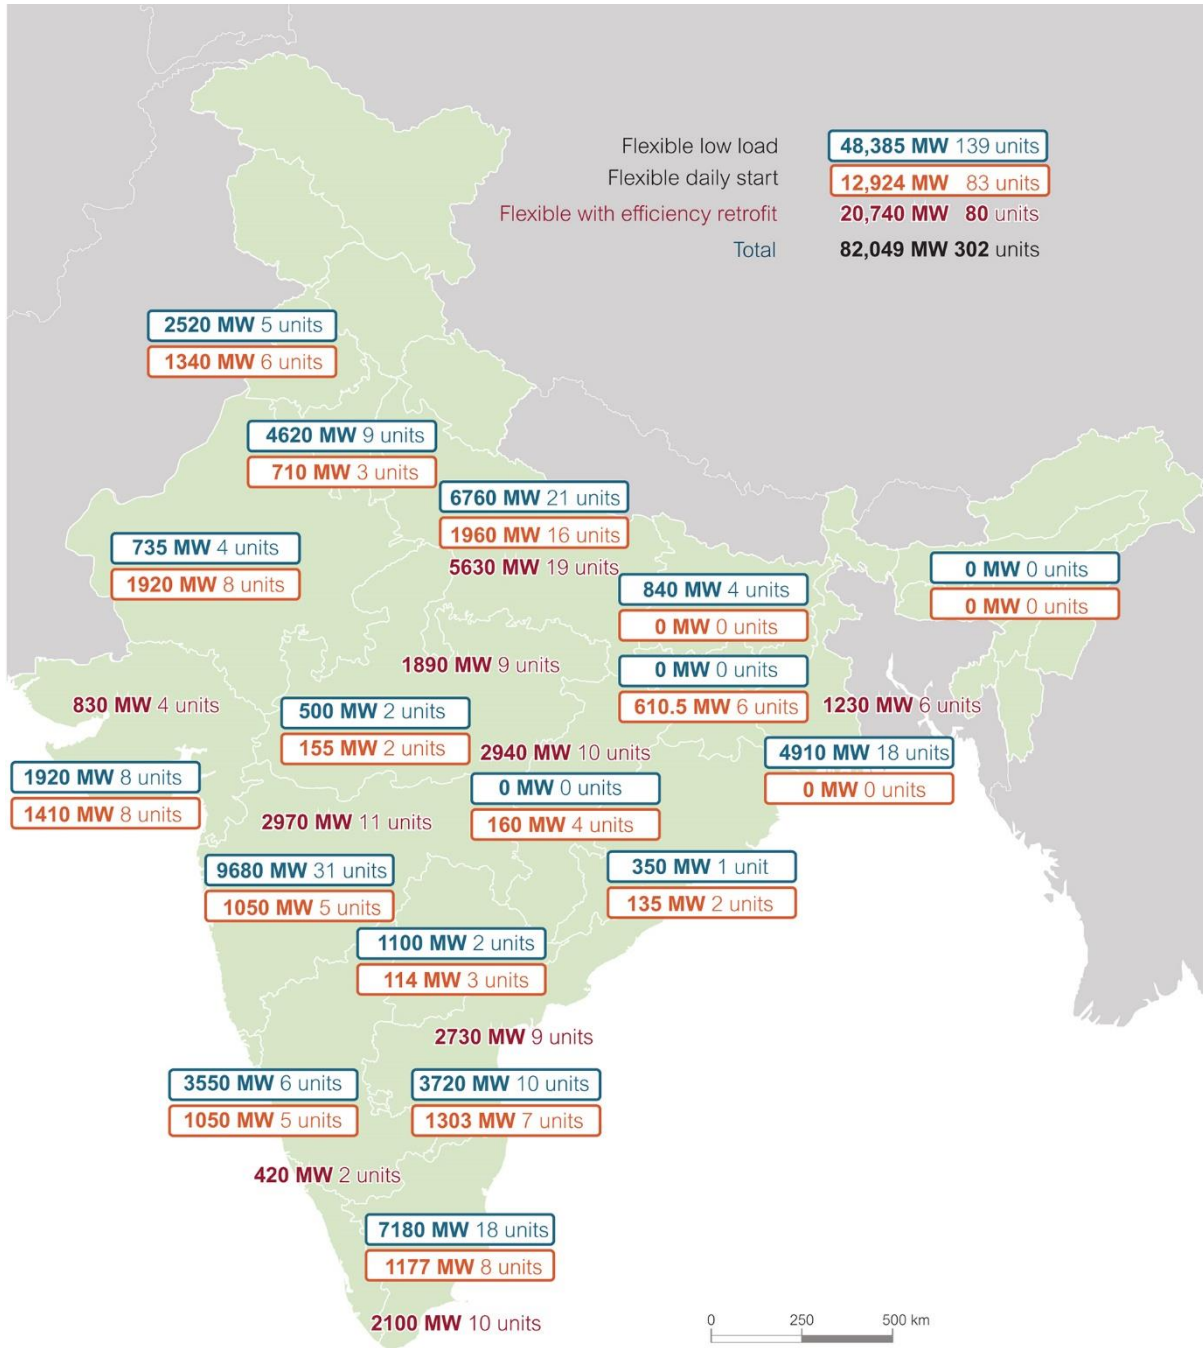 Flexible low load 48,385 MW 139 units
Flexible daily start 12,924 MW 83 units
Flexible with efficiency retrofit 20,740 MW 80 units
Total 82,049 MW 302 units
2520 MW 5 units
1340 MW 6 units
4620 MW 9 units
710 MW 3 units
6760 MW 21 units
1960 MW 16 units
5630 MW 19 units
735 MW 4 units
1920 MW 8 units
0 MW 0 units
0 MW 0 units
840 MW 4 units
0 MW 0 units
1890 MW 9 units
0 MW 0 units
610.5 MW 6 units
1230 MW 6 units
830 MW 4 units
500 MW 2 units
155 MW 2 units
2940 MW 10 units
4910 MW 18 units
0 MW 0 units
1920 MW 8 units
1410 MW 8 units
0 MW 0 units
160 MW 4 units
2970 MW 11 units
9680 MW 31 units
1050 MW 5 units
350 MW 1 unit
135 MW 2 units
1100 MW 2 units
114 MW 3 units
2730 MW 9 units
3550 MW 6 units
1050 MW 5 units
3720 MW 10 units
1303 MW 7 units
420 MW 2 units
7180 MW 18 units
1177 MW 8 units
2100 MW 10 units
0 250 500 km